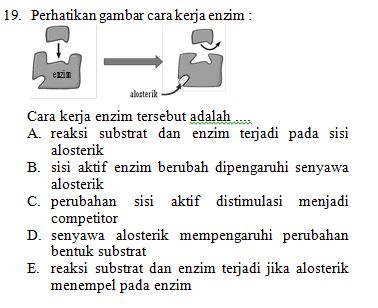 19. Perhatikan gambar cara kerja enzim :
enzim
alosterik
Cara kerja enzim tersebut adalah ....
A. reaksi substrat dan enzim terjadi pada sisi
alosterik
B. sisi aktif enzim berubah dipengaruhi senyawa
alosterik
C. perubahan sisi aktif distimulasi menjadi
competitor
D. senyawa alosterik mempengaruhi perubahan
bentuk substrat
E. reaksi substrat dan enzim terjadi jika alosterik
menempel pada enzim